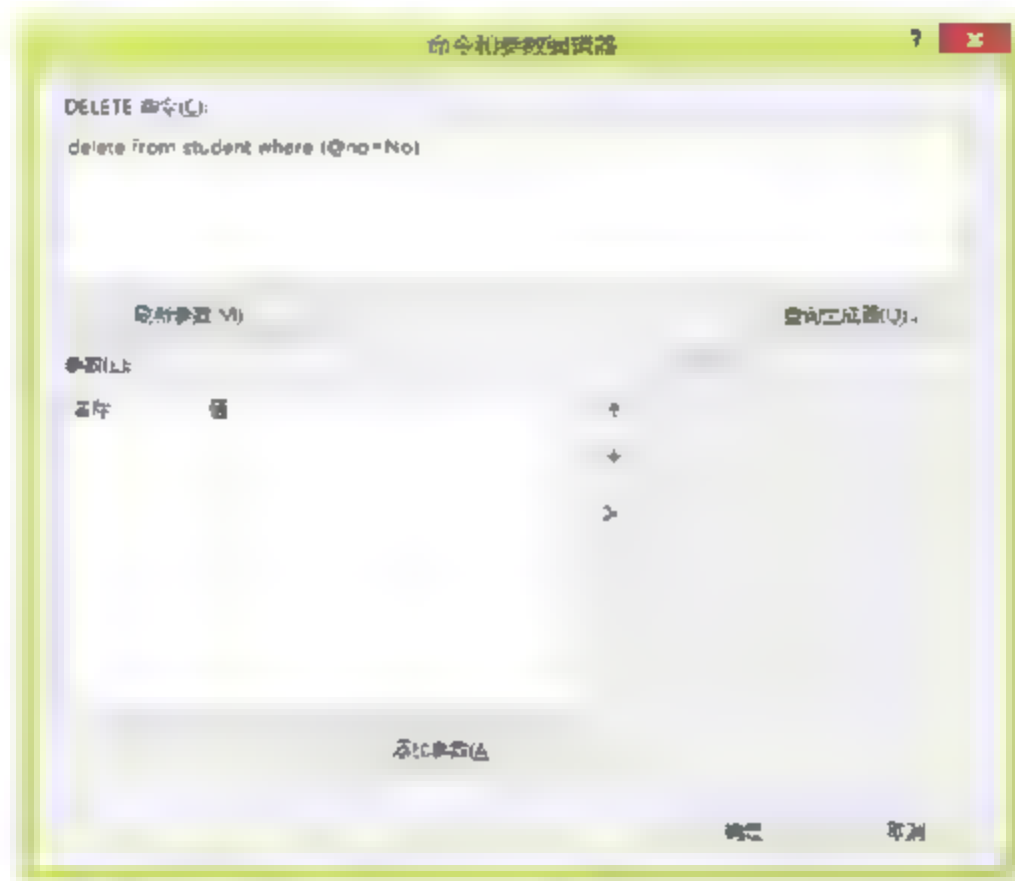 命令和参数编辑器
DELETE 命令(C):
delete from student where (@no=No)
刷新参数
查询生成器(Q)...
参数(L):
名称 值
添加参数(A
确定 取消